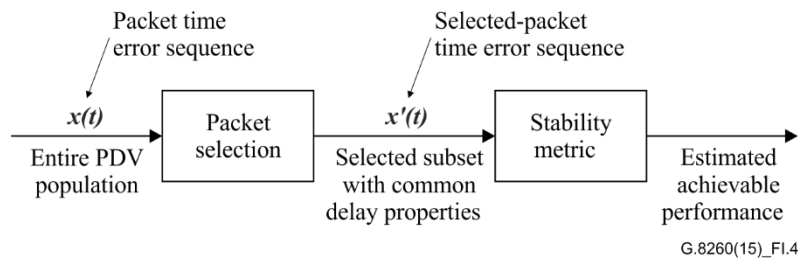 Packet time
error sequence
Selected-packet
time error sequence
x(t)
Packet
selection
x'(t)
Stability
metric
Entire PDV
population
Selected subset
with common
delay properties
Estimated
achievable
performance
G.8260(15)_FI.4